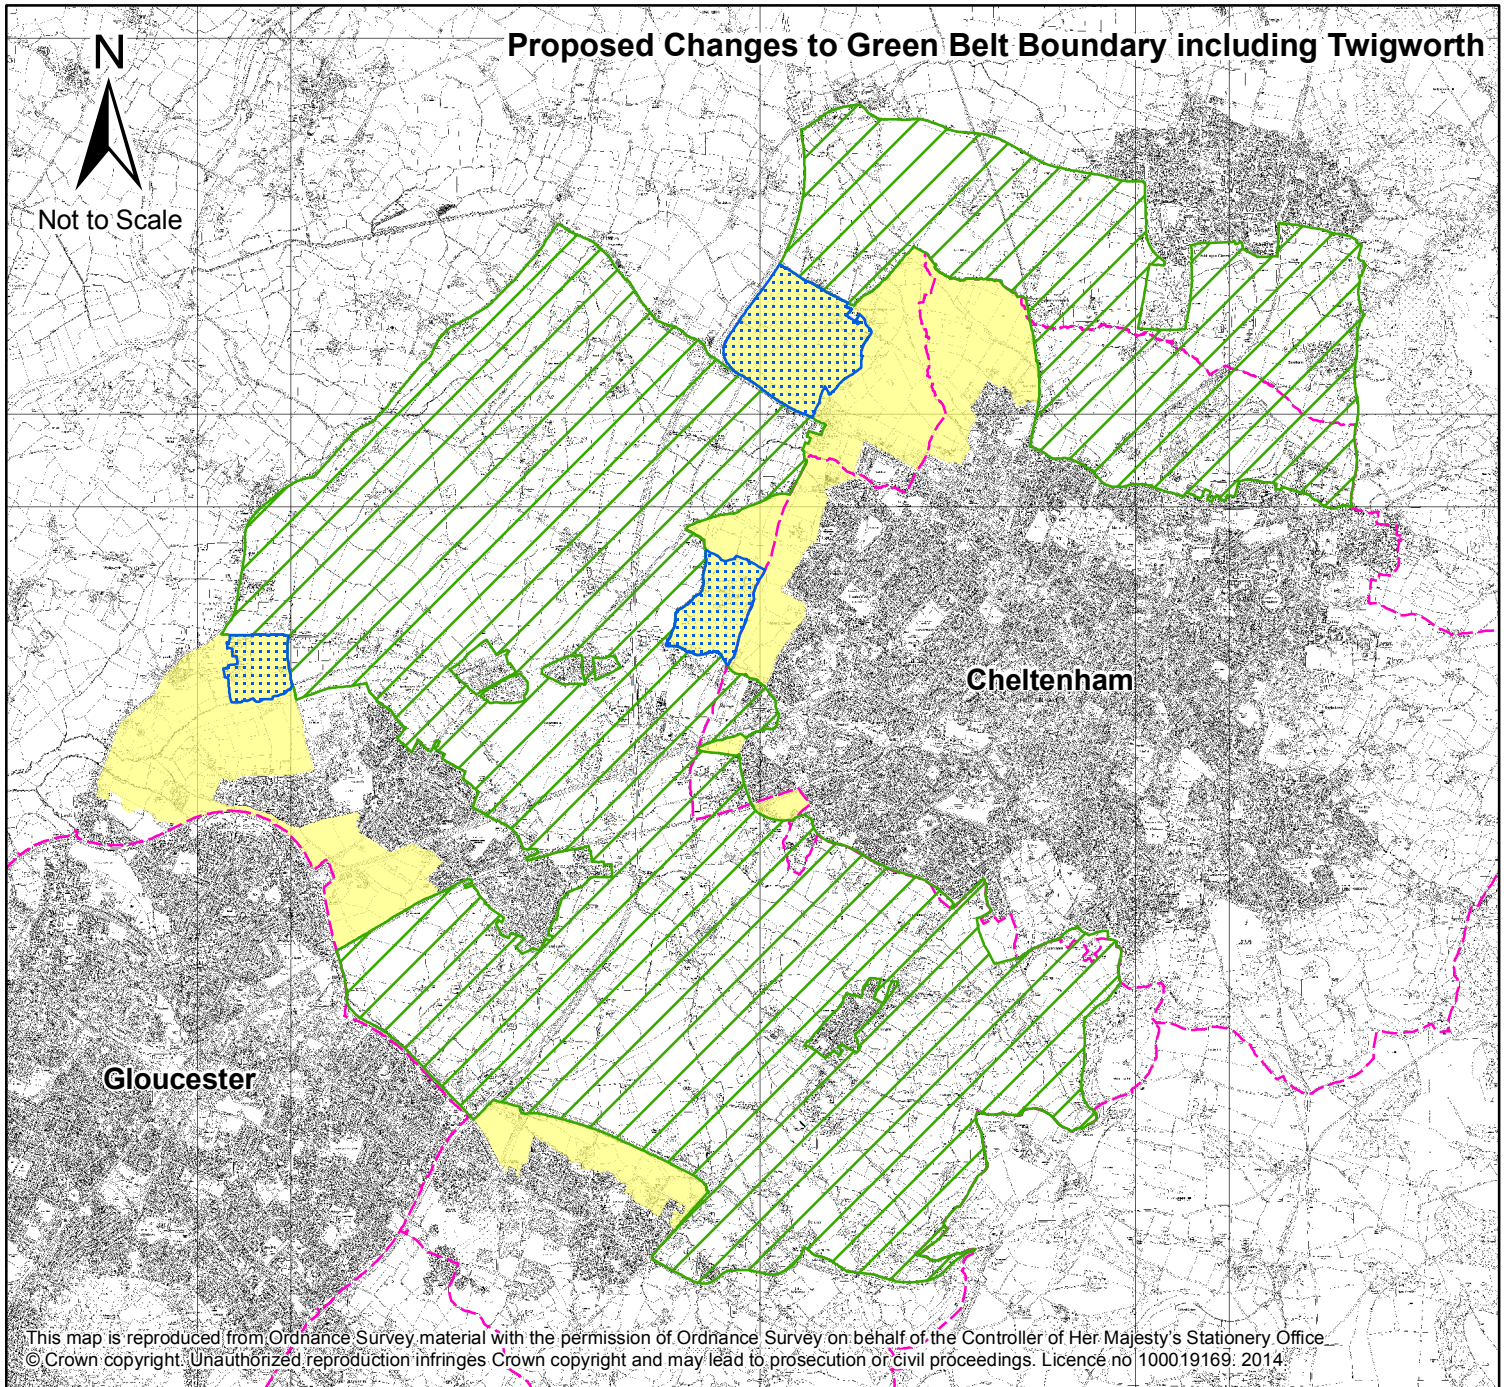 Proposed Changes to Green Belt Boundary including Twigworth
N
Not to Scale
Cheltenham
Gloucester
This map is reproduced from Ordnance Survey material with the permission of Ordnance Survey on behalf of the Controller of Her Majesty's Stationery Office
© Crown copyright. Unauthorized reproduction infringes Crown copyright and may lead to prosecution or civil proceedings. Licence no 100019169. 2014